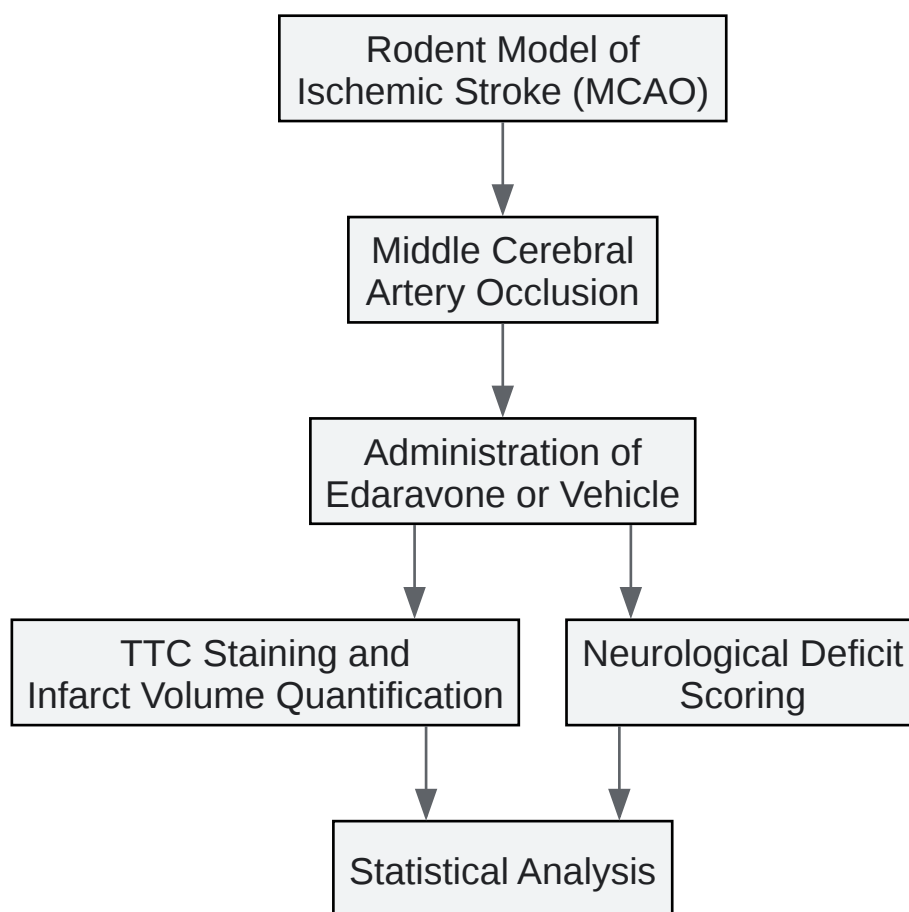 Rodent Model of
Ischemic Stroke (MCAO)
Middle Cerebral
Artery Occlusion
Administration of
Edaravone or Vehicle
TTC Staining and
Infarct Volume Quantification
Neurological Deficit
Scoring
Statistical Analysis